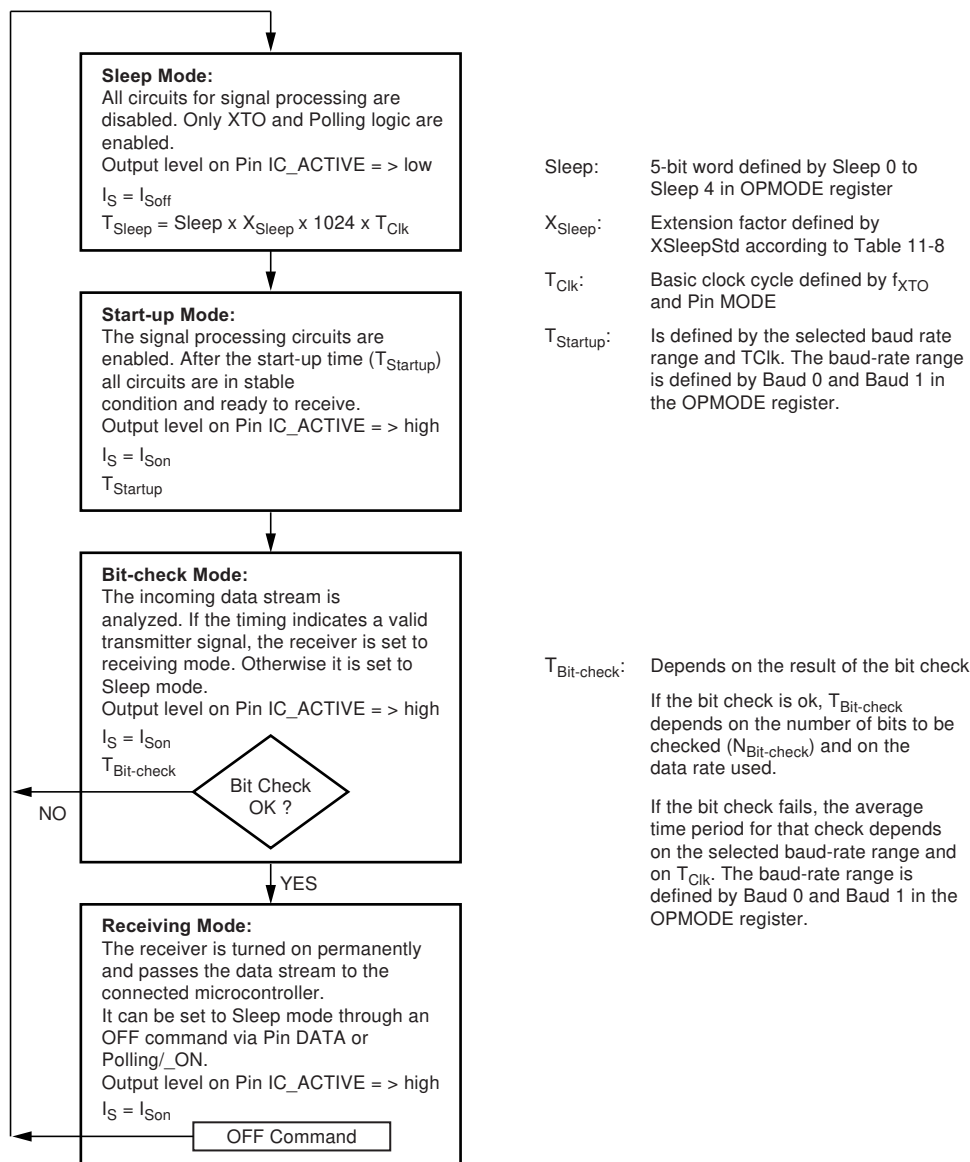 Sleep Mode:
All circuits for signal processing are
disabled. Only XTO and Polling logic are
enabled.
Output level on Pin IC_ACTIVE = > low
IS = ISoff
TSleep = Sleep x XSleep x 1024 x TClk
Sleep: 5-bit word defined by Sleep 0 to
Sleep 4 in OPMODE register
XSleep: Extension factor defined by
XSleepStd according to Table 11-8
TClk: Basic clock cycle defined by fXTO
and Pin MODE
TStartup: Is defined by the selected baud rate
range and TClk. The baud-rate range
is defined by Baud 0 and Baud 1 in
the OPMODE register.
Start-up Mode:
The signal processing circuits are
enabled. After the start-up time (TStartup)
all circuits are in stable
condition and ready to receive.
Output level on Pin IC_ACTIVE = > high
IS = ISon
TStartup
Bit-check Mode:
The incoming data stream is
analyzed. If the timing indicates a valid
transmitter signal, the receiver is set to
receiving mode. Otherwise it is set to
Sleep mode.
Output level on Pin IC_ACTIVE = > high
IS = ISon
TBit-check
Bit Check
OK ?
NO
YES
TBit-check: Depends on the result of the bit check
If the bit check is ok, TBit-check
depends on the number of bits to be
checked (NBit-check) and on the
data rate used.
If the bit check fails, the average
time period for that check depends
on the selected baud-rate range and
on TClk. The baud-rate range is
defined by Baud 0 and Baud 1 in the
OPMODE register.
Receiving Mode:
The receiver is turned on permanently
and passes the data stream to the
connected microcontroller.
It can be set to Sleep mode through an
OFF command via Pin DATA or
Polling/_ON.
Output level on Pin IC_ACTIVE = > high
IS = ISon
OFF Command